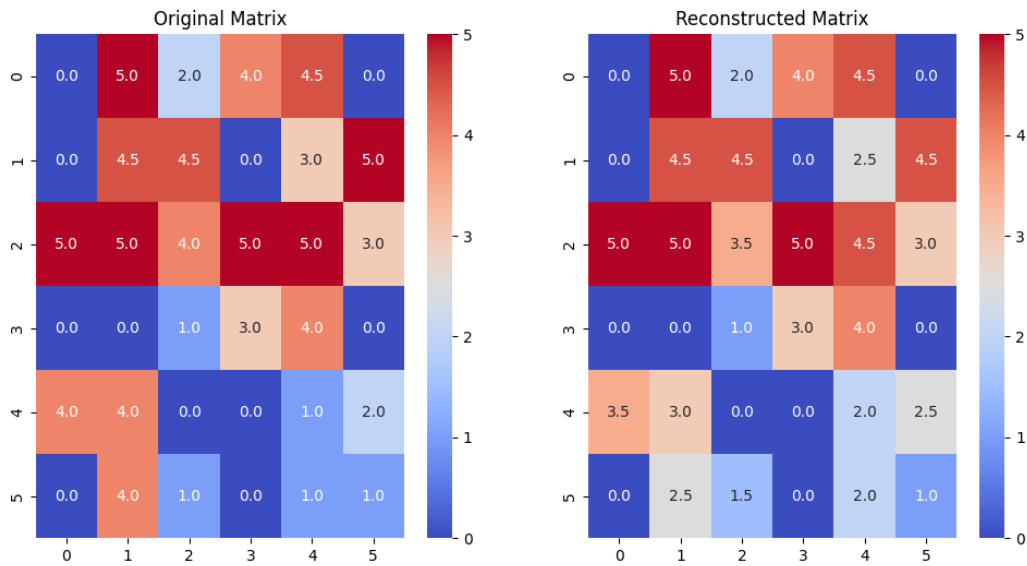 Original Matrix
0 0.0 5.0 2.0 4.0 4.5 0.0
1 0.0 4.5 4.5 0.0 3.0 5.0
2 5.0 5.0 4.0 5.0 5.0 3.0
3 0.0 0.0 1.0 3.0 4.0 0.0
4 4.0 4.0 0.0 0.0 1.0 2.0
5 0.0 4.0 1.0 0.0 1.0 1.0
0 1 2 3 4 5
5
4
3
2
1
0
Reconstructed Matrix
0 0.0 5.0 2.0 4.0 4.5 0.0
1 0.0 4.5 4.5 0.0 2.5 4.5
2 5.0 5.0 3.5 5.0 4.5 3.0
3 0.0 0.0 1.0 3.0 4.0 0.0
4 3.5 3.0 0.0 0.0 2.0 2.5
5 0.0 2.5 1.5 0.0 2.0 1.0
0 1 2 3 4 5
5
4
3
2
1
0